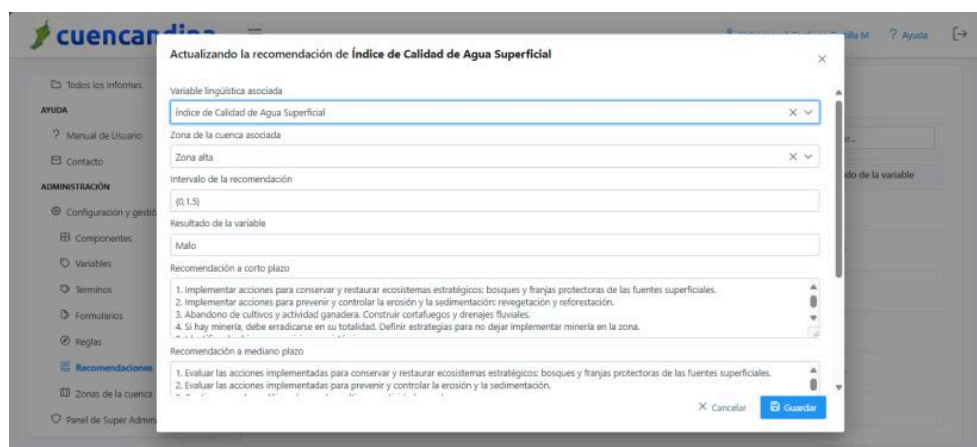 cuencandina
Actualizando la recomendación de Índice de Calidad de Agua Superficial
? Ayuda
Todos los informes
AYUDA
? Manual de Usuario
Contacto
ADMINISTRACIÓN
Configuración y gestió
Componentes
Variables
Terminos
Formularios
Reglas
Recomendaciones
Zonas de la cuenca
Panel de Super Admin
Variable lingüística asociada
Índice de Calidad de Agua Superficial
Zona de la cuenca asociada
Zona alta
Intervalo de la recomendación
(0,1.5)
Resultado de la variable
Malo
Recomendación a corto plazo
1. Implementar acciones para conservar y restaurar ecosistemas estratégicos: bosques y franjas protectoras de las fuentes superficiales.
2. Implementar acciones para prevenir y controlar la erosión y la sedimentación: revegetación y reforestación.
3. Abandono de cultivos y actividad ganadera. Construir cortafuegos y drenajes fluviales.
4. Si hay minería, debe erradicarse en su totalidad. Definir estrategias para no dejar implementar minería en la zona.
Recomendación a mediano plazo
1. Evaluar las acciones implementadas para conservar y restaurar ecosistemas estratégicos: bosques y franjas protectoras de las fuentes superficiales.
2. Evaluar las acciones implementadas para prevenir y controlar la erosión y la sedimentación.
do de la variable
Cancelar
Guardar